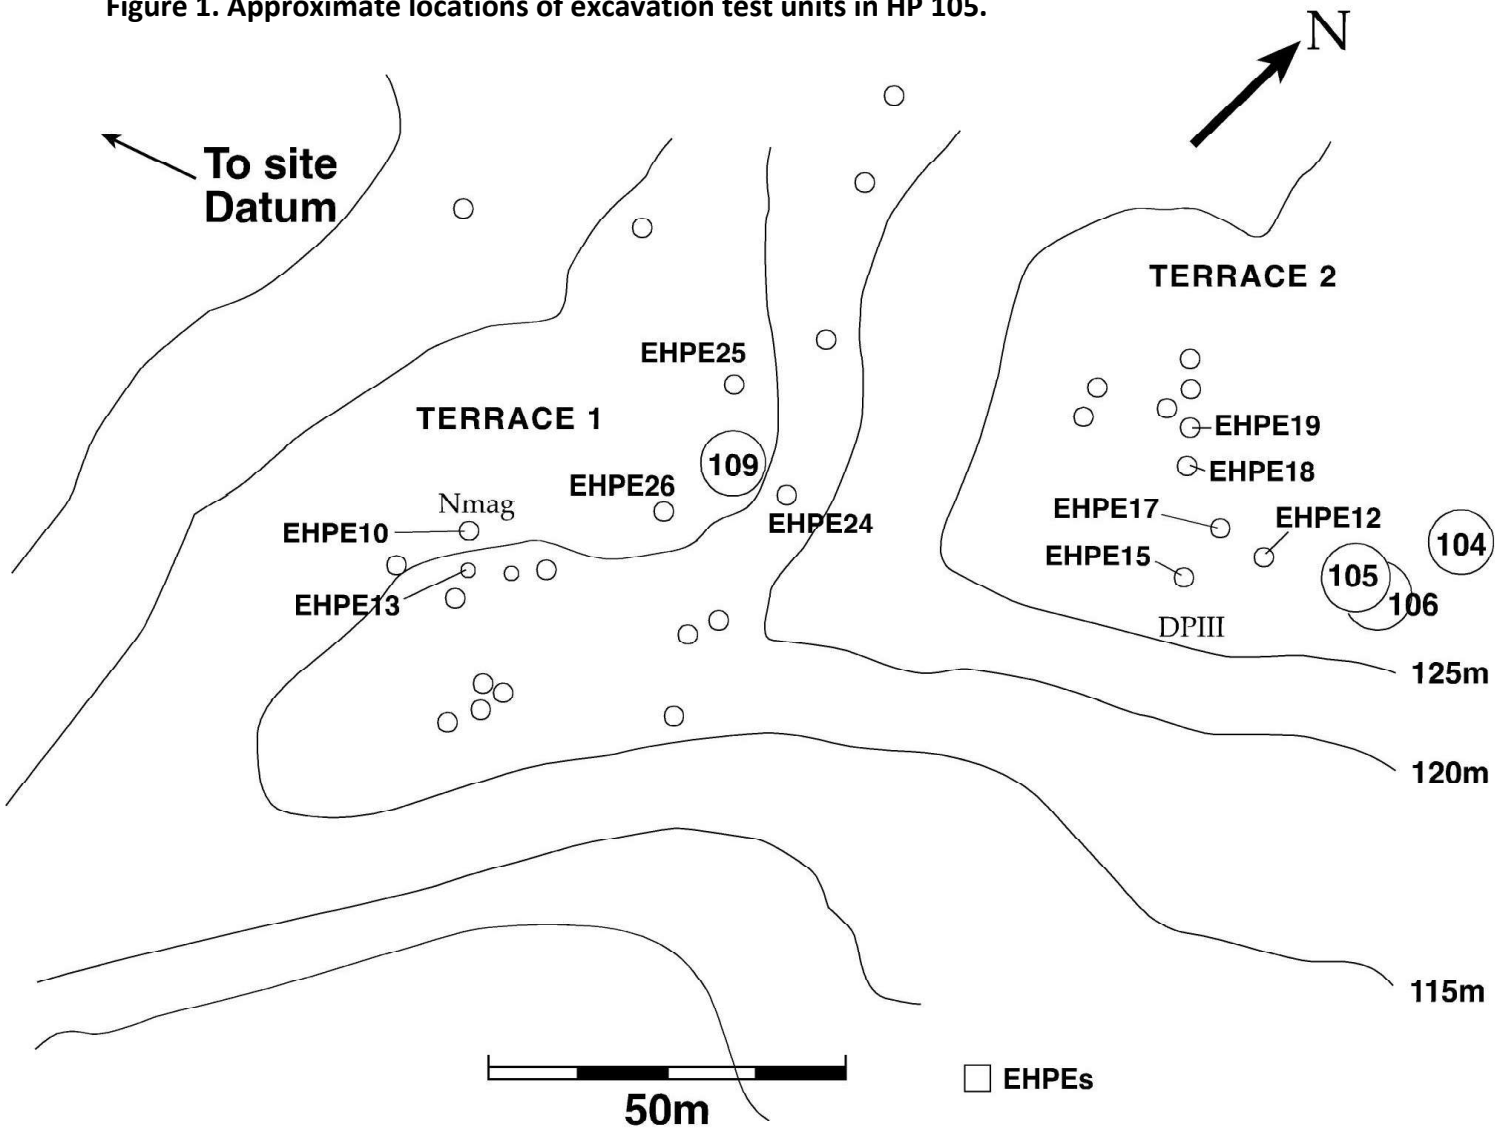 Figure 1. Approximate locations of excavation test units in HP 105.
N
To site
Datum
TERRACE 2
EHPE25
TERRACE 1
EHPE19
109
EHPE18
EHPE26
Nmag
EHPE24
EHPE17
EHPE12
EHPE10
104
EHPE15
105
EHPE13
106
DPIII
125m
120m
115m
50m
EHPEs